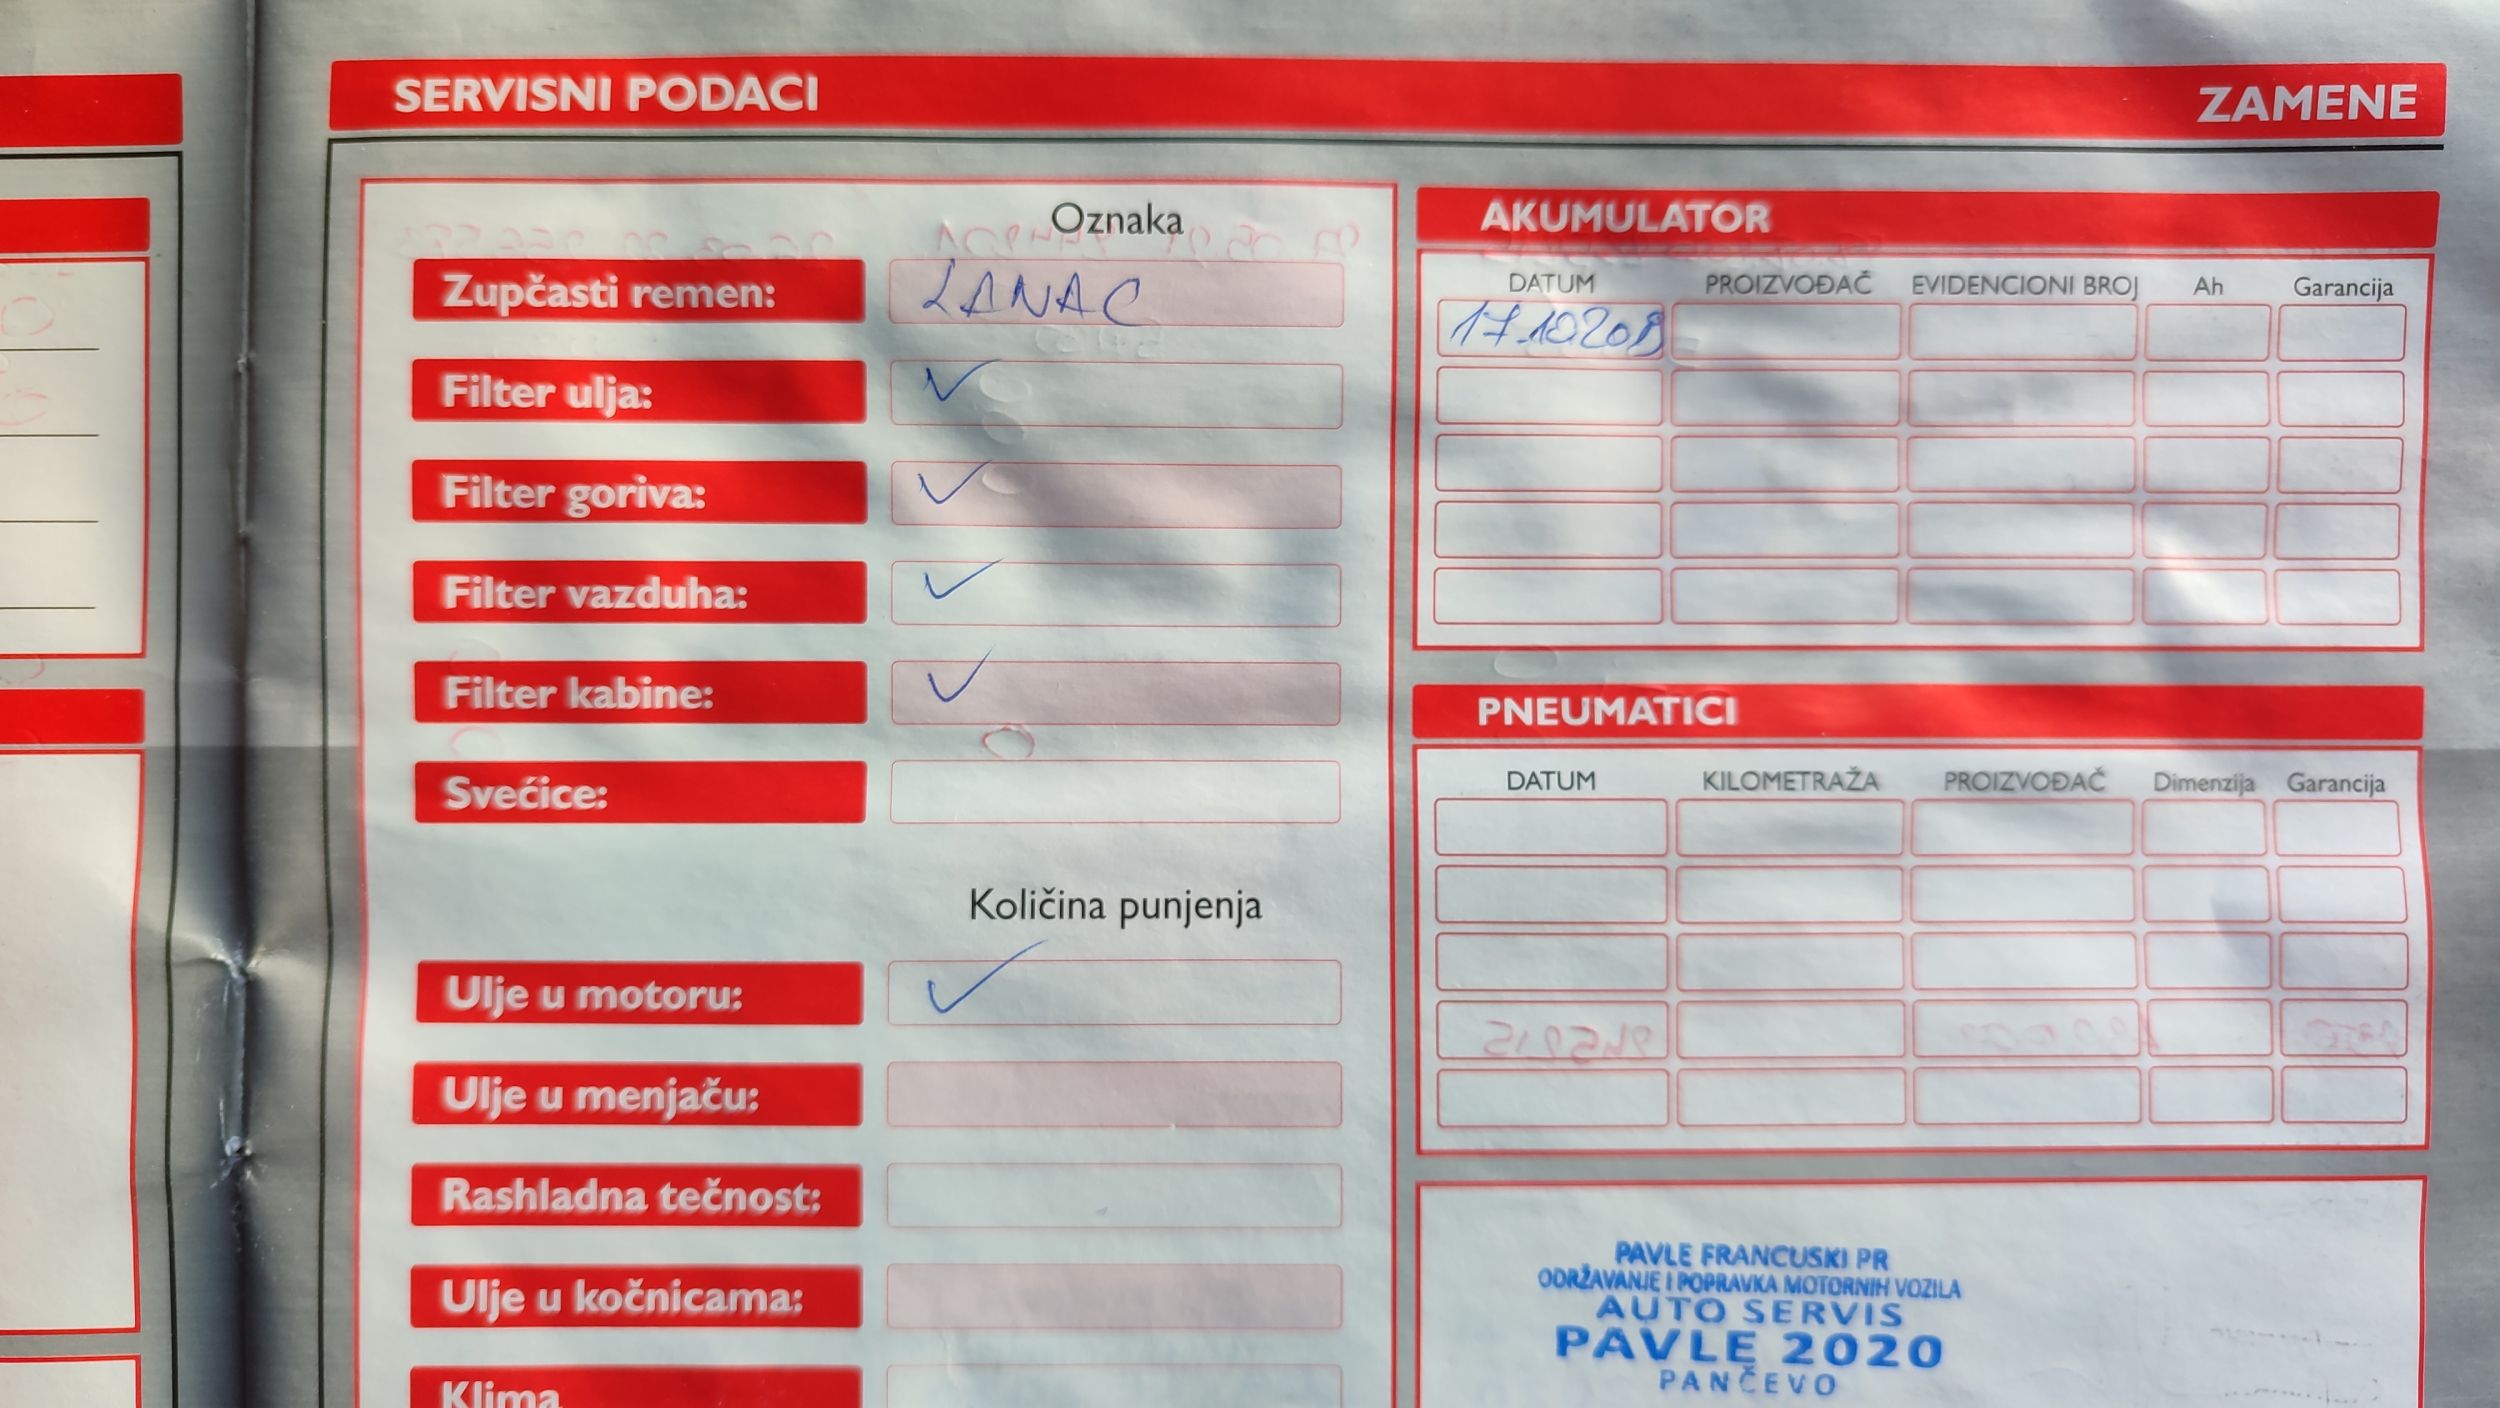 SERVISNI PODACI
ZAMENE
Oznaka
Zupčasti remen: LANAC
Filter ulja: ✓
Filter goriva: ✓
Filter vazduha: ✓
Filter kabine: ✓
Svećice:
Količina punjenja
Ulje u motoru: ✓
Ulje u menjaču:
Rashladna tečnost:
Ulje u kočnicama:
Klima
AKUMULATOR
DATUM PROIZVOĐAČ EVIDENCIONI BROJ Ah Garancija
PNEUMATICI
DATUM KILOMETRAŽA PROIZVOĐAČ Dimenzija Garancija
PAVLE FRANCUSKI PR
ODRŽAVANJE I POPRAVKA MOTORNIH VOZILA
AUTO SERVIS
PAVLE 2020
PANČEVO